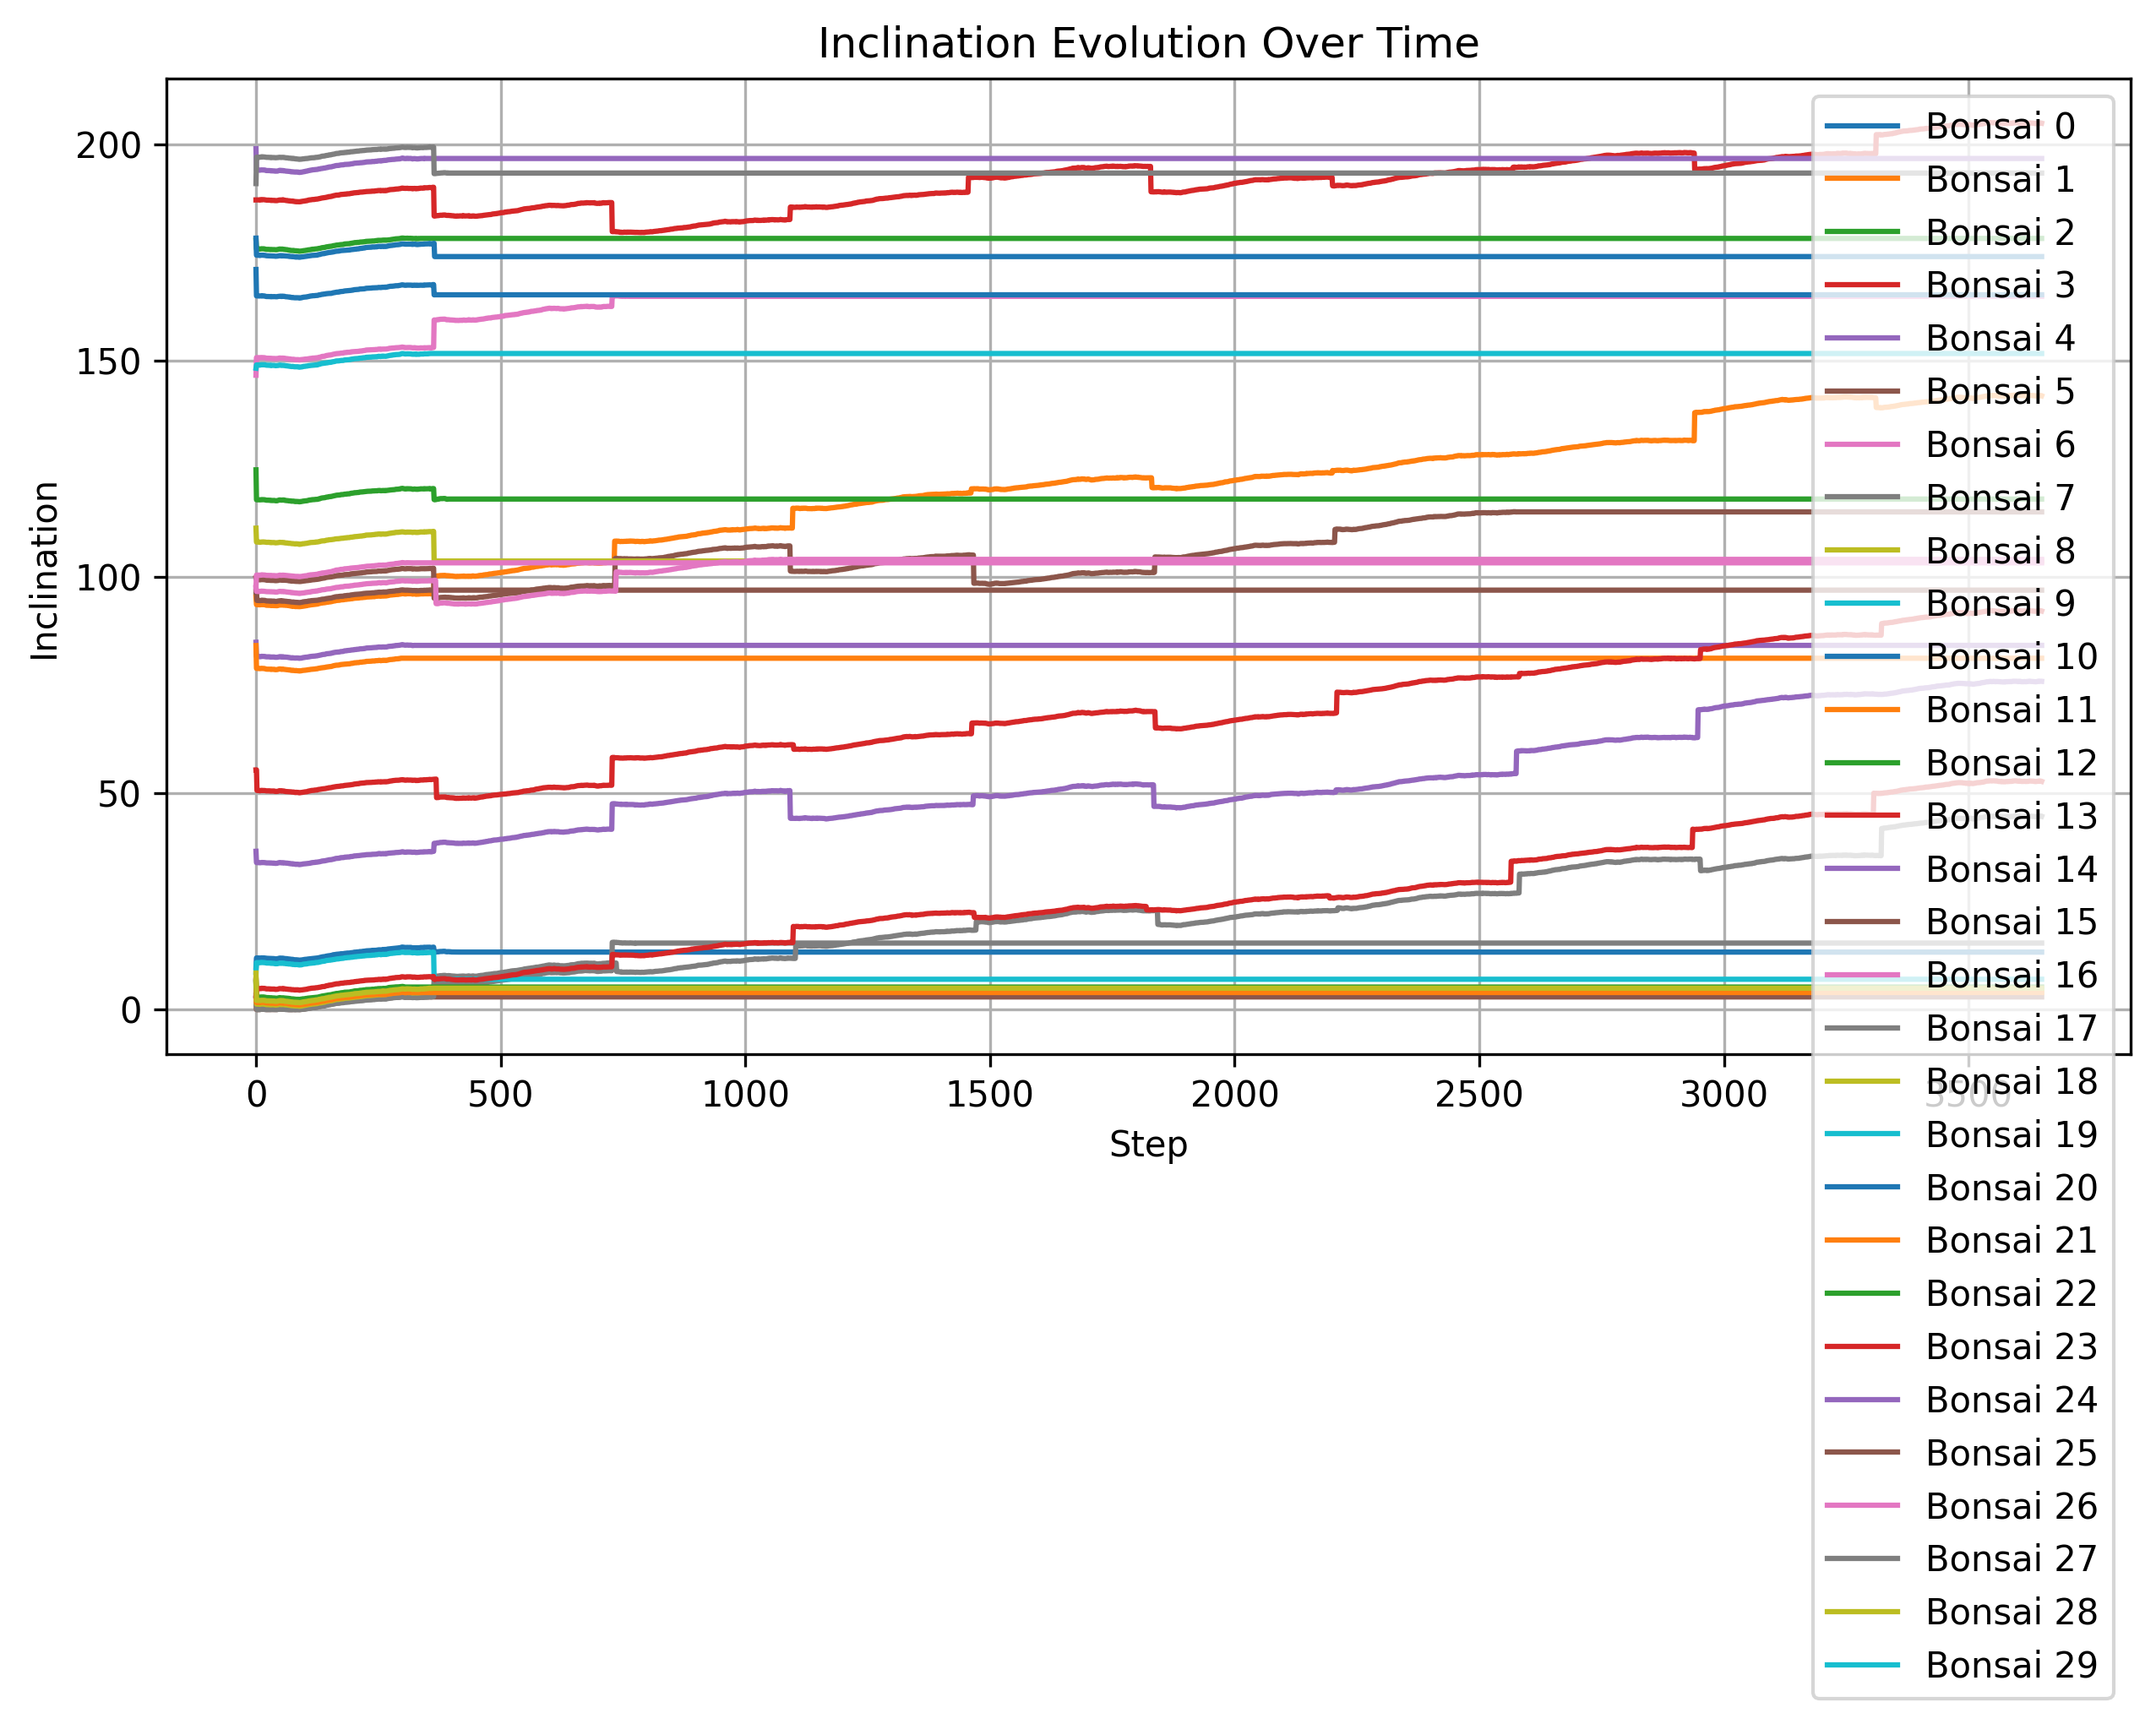 Inclination Evolution Over Time
Inclination
200
150
100
50
0
0
500
1000
1500
2000
2500
3000
3500
Step
Bonsai 0
Bonsai 1
Bonsai 2
Bonsai 3
Bonsai 4
Bonsai 5
Bonsai 6
Bonsai 7
Bonsai 8
Bonsai 9
Bonsai 10
Bonsai 11
Bonsai 12
Bonsai 13
Bonsai 14
Bonsai 15
Bonsai 16
Bonsai 17
Bonsai 18
Bonsai 19
Bonsai 20
Bonsai 21
Bonsai 22
Bonsai 23
Bonsai 24
Bonsai 25
Bonsai 26
Bonsai 27
Bonsai 28
Bonsai 29